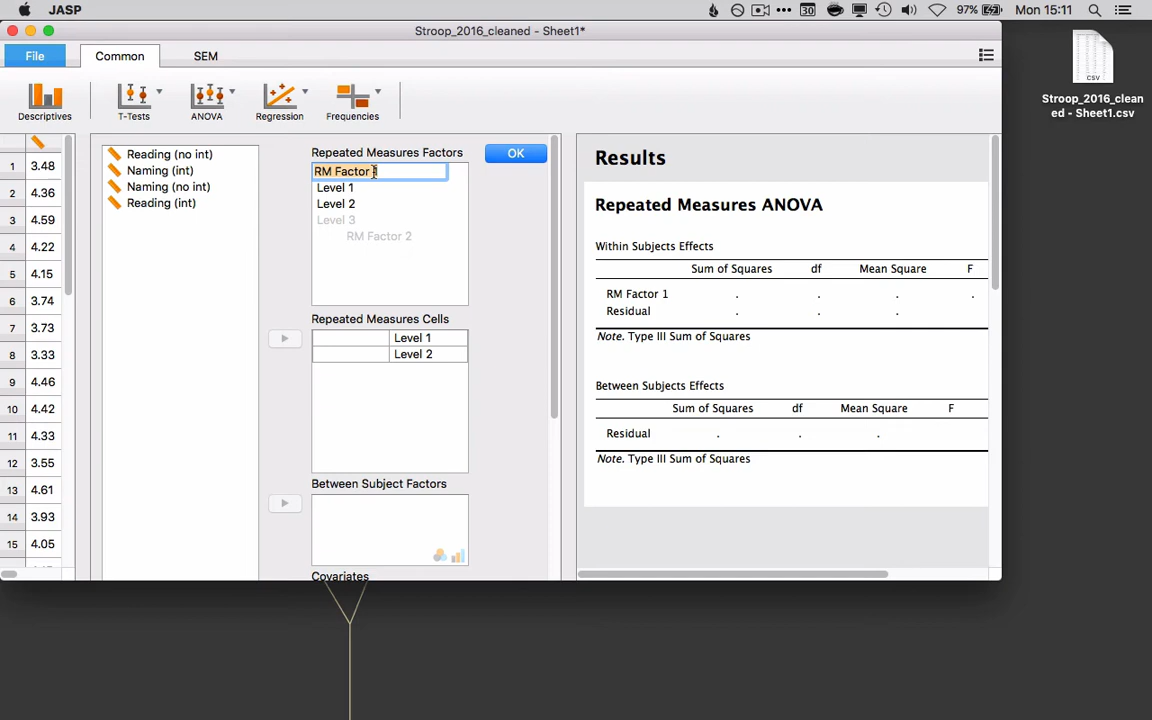 JASP
30
97%
Mon 15:11
Stroop_2016_cleaned - Sheet1*
File
Common
SEM
Descriptives
T-Tests
ANOVA
Regression
Frequencies
1 3.48
2 4.36
3 4.59
4 4.22
5 4.15
6 3.74
7 3.73
8 3.33
9 4.46
10 4.42
11 4.33
12 3.55
13 4.61
14 3.93
15 4.05
Reading (no int)
Naming (int)
Naming (no int)
Reading (int)
Repeated Measures Factors
OK
RM Factor 1
Level 1
Level 2
Level 3
RM Factor 2
Repeated Measures Cells
Level 1
Level 2
Between Subject Factors
Covariates
Results
Repeated Measures ANOVA
Within Subjects Effects
Sum of Squares df Mean Square F
RM Factor 1 . . . .
Residual . . .
Note. Type III Sum of Squares
Between Subjects Effects
Sum of Squares df Mean Square F
Residual . . .
Note. Type III Sum of Squares
CSV
Stroop_2016_clean
ed - Sheet1.csv